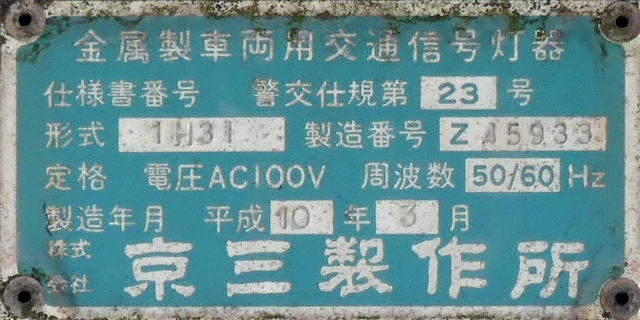 金属製車両用交通信号灯器
仕様書番号 警交仕規第 23 号
形式 1H31 製造番号 Z 45933
定格 電圧AC100V 周波数 50/60 Hz
製造年月 平成 10 年 3 月
株式会社 京三製作所